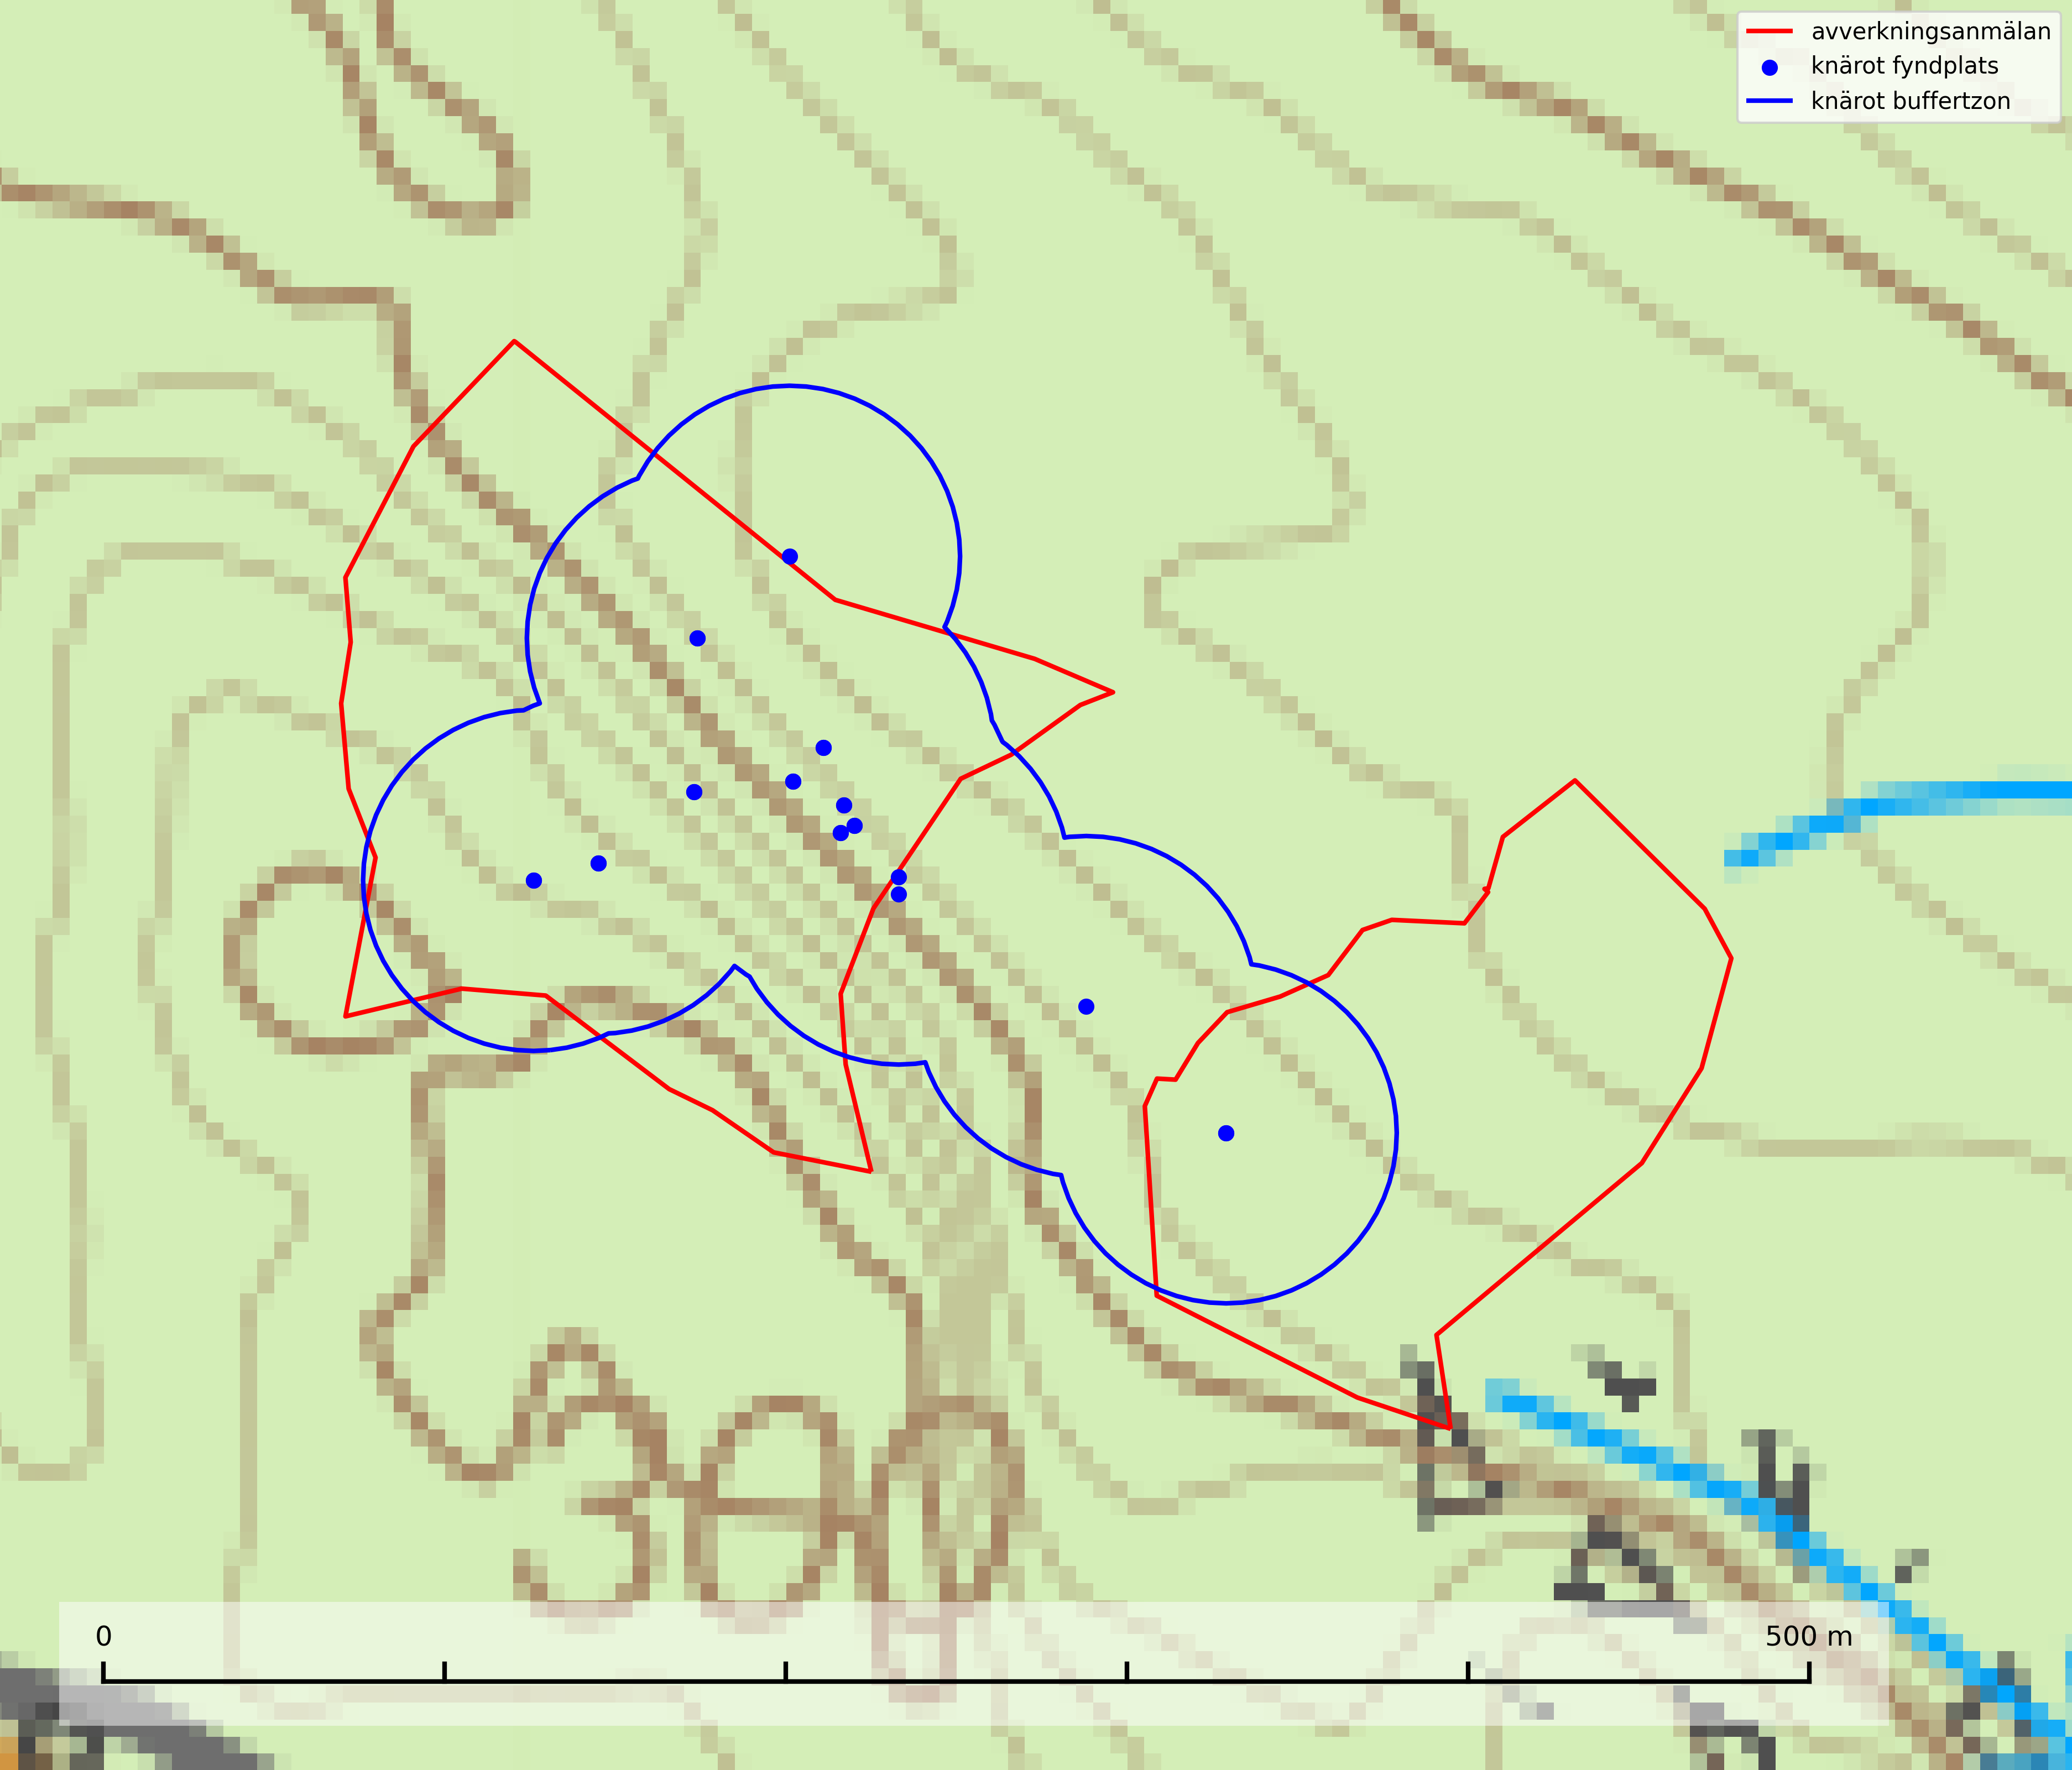 avverkningsanmälan
knärot fyndplats
knärot buffertzon
0 500 m